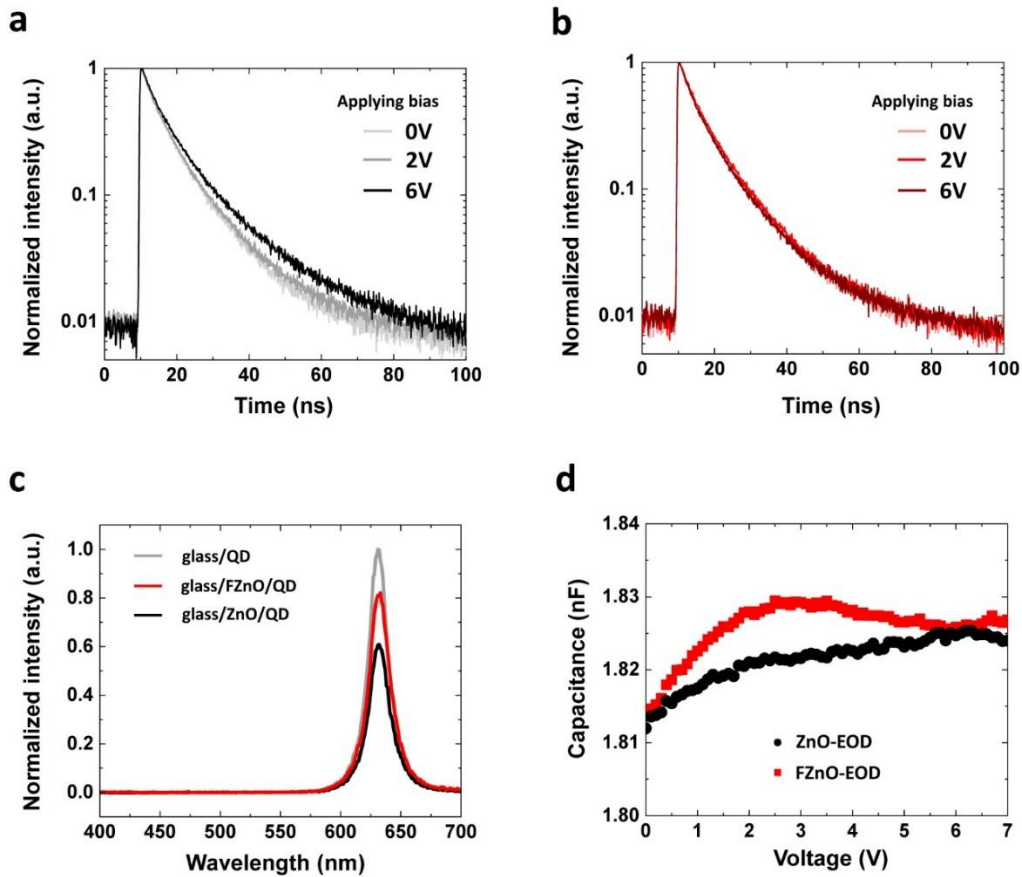 a
Normalized intensity (a.u.)
1
0.1
0.01
0 20 40 60 80 100
Time (ns)
Applying bias
0V
2V
6V
b
Normalized intensity (a.u.)
1
0.1
0.01
0 20 40 60 80 100
Time (ns)
Applying bias
0V
2V
6V
c
Normalized intensity (a.u.)
1.0
0.8
0.6
0.4
0.2
0.0
400 450 500 550 600 650 700
Wavelength (nm)
glass/QD
glass/FZnO/QD
glass/ZnO/QD
d
Capacitance (nF)
1.84
1.83
1.82
1.81
1.80
0 1 2 3 4 5 6 7
Voltage (V)
ZnO-EOD
FZnO-EOD